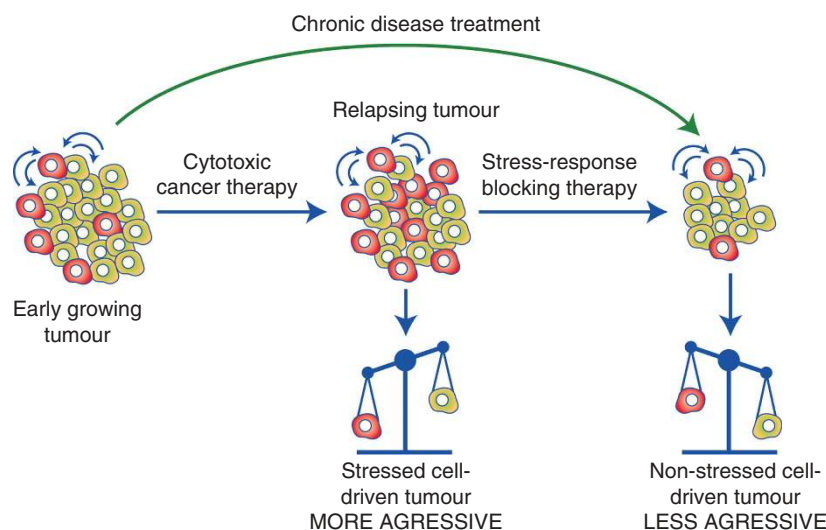 Chronic disease treatment
Relapsing tumour
Cytotoxic
cancer therapy
Stress-response
blocking therapy
Early growing
tumour
Stressed cell-
driven tumour
MORE AGRESSIVE
Non-stressed cell-
driven tumour
LESS AGRESSIVE